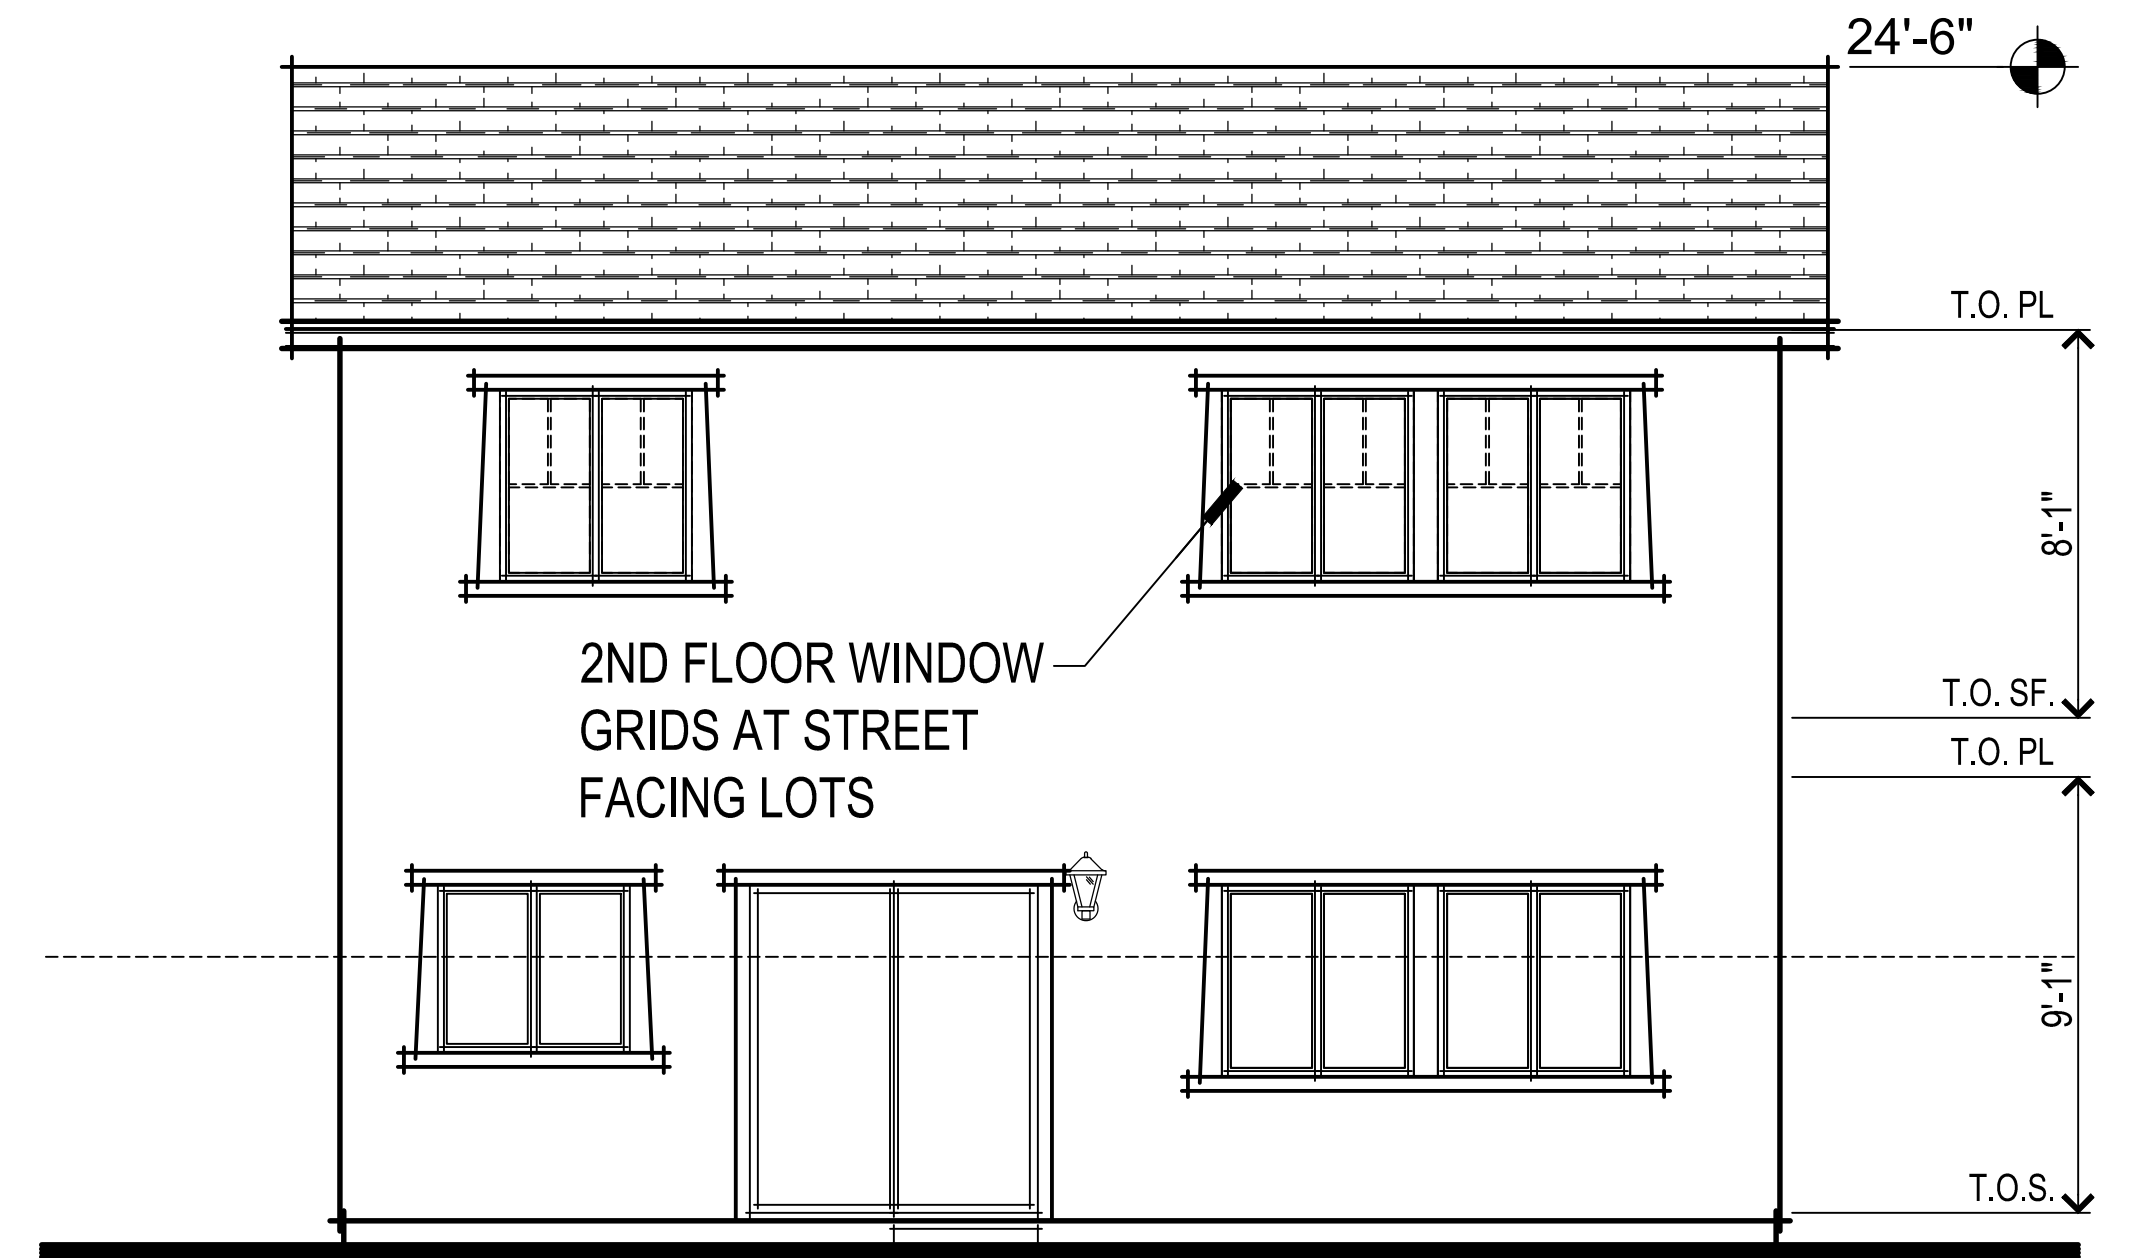 24'-6"
T.O. PL
8'-1"
2ND FLOOR WINDOW
GRIDS AT STREET
FACING LOTS
T.O. SF.
T.O. PL
9'-1"
T.O.S.